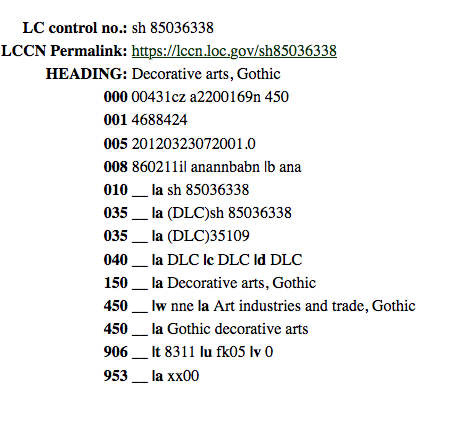 LC control no.: sh 85036338
LCCN Permalink: https://lccn.loc.gov/sh85036338
HEADING: Decorative arts, Gothic
000 00431cz a2200169n 450
001 4688424
005 20120323072001.0
008 860211i| anannbabn |b ana
010 __ |a sh 85036338
035 __ |a (DLC)sh 85036338
035 __ |a (DLC)35109
040 __ |a DLC |c DLC |d DLC
150 __ |a Decorative arts, Gothic
450 __ |w nne |a Art industries and trade, Gothic
450 __ |a Gothic decorative arts
906 __ |t 8311 |u fk05 |v 0
953 __ |a xx00